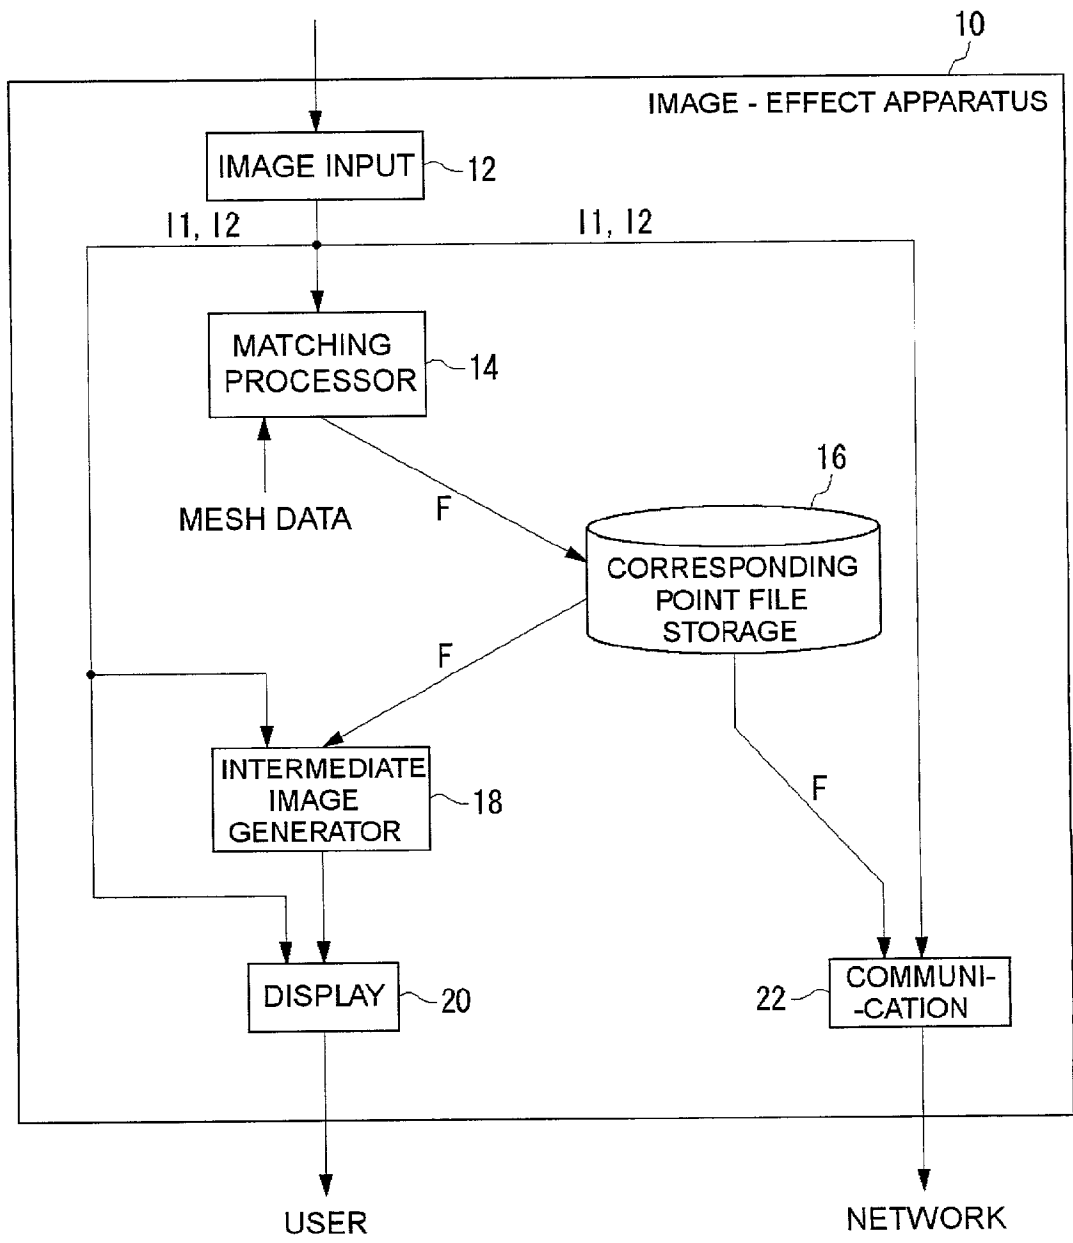 10
IMAGE - EFFECT APPARATUS
IMAGE INPUT
12
I1, I2
I1, I2
MATCHING
PROCESSOR
14
MESH DATA
F
16
CORRESPONDING
POINT FILE
STORAGE
F
INTERMEDIATE
IMAGE
GENERATOR
18
F
DISPLAY
20
22
COMMUNI-
-CATION
USER
NETWORK